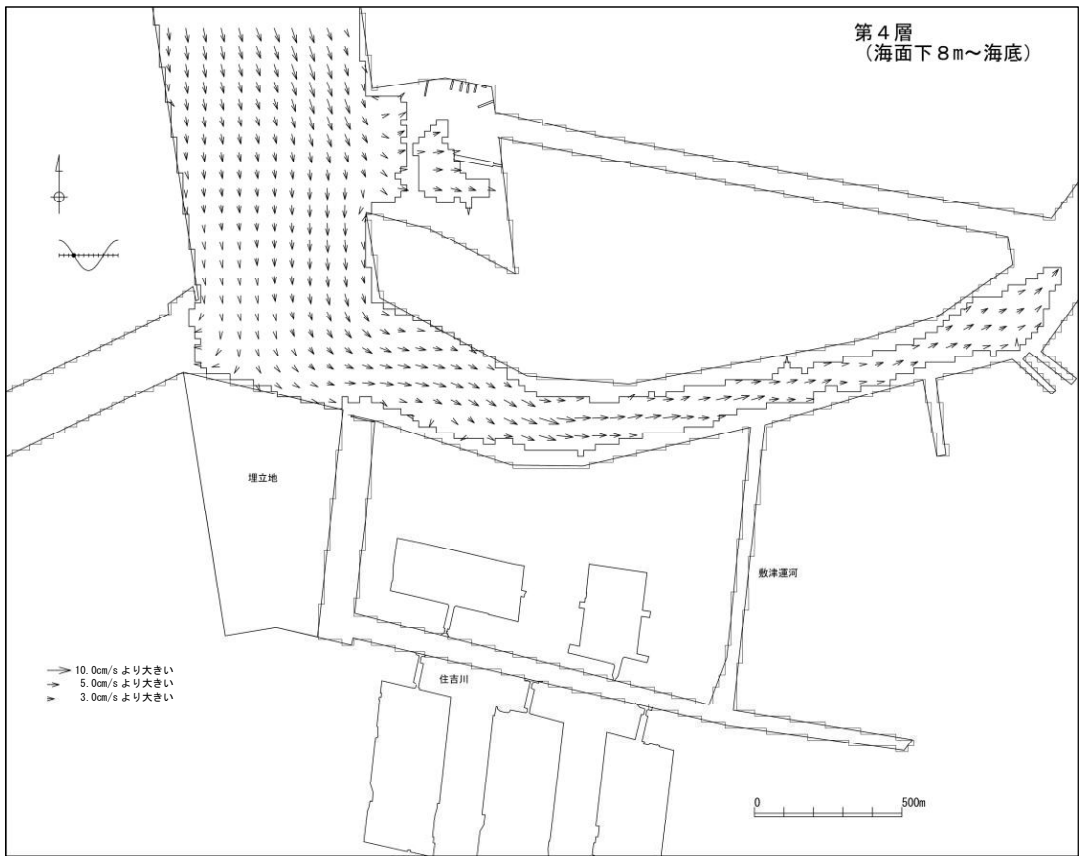 第4層
(海面下8m～海底)
埋立地
敷津運河
住吉川
10.0cm/sより大きい
5.0cm/sより大きい
3.0cm/sより大きい
0 500m